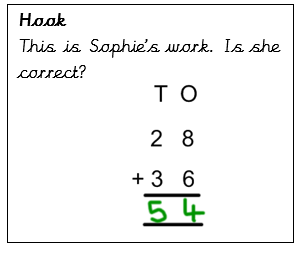 Hook
This is Sophie's work. Is she
correct?
T O
2 8
+ 3 6
5 4